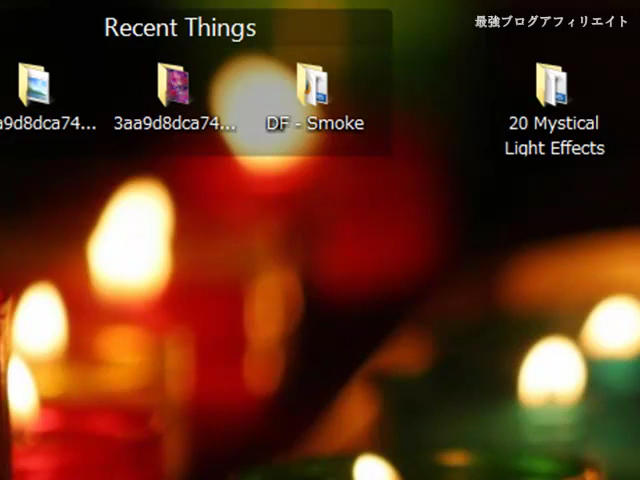 Recent Things
最強ブログアフィリエイト
a9d8dca74...
3aa9d8dca74...
DF - Smoke
20 Mystical
Light Effects